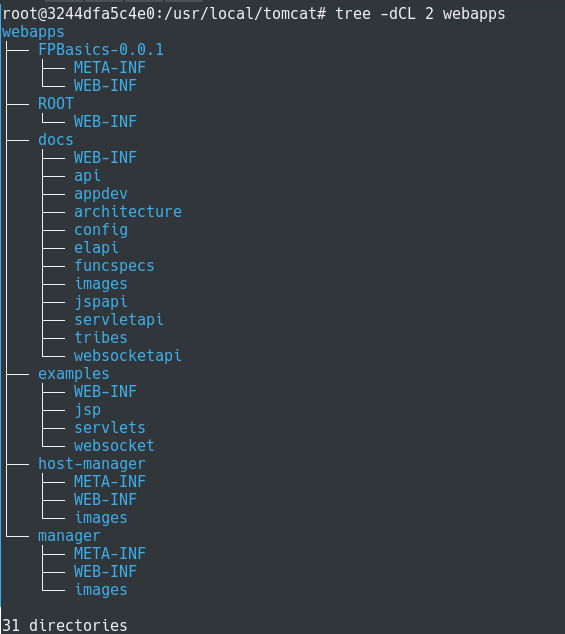 root@3244dfa5c4e0:/usr/local/tomcat# tree -dCL 2 webapps
webapps
├── FPBasics-0.0.1
│   ├── META-INF
│   └── WEB-INF
├── ROOT
│   └── WEB-INF
├── docs
│   ├── WEB-INF
│   ├── api
│   ├── appdev
│   ├── architecture
│   ├── config
│   ├── elapi
│   ├── funcspecs
│   ├── images
│   ├── jspapi
│   ├── servletapi
│   ├── tribes
│   └── websocketapi
├── examples
│   ├── WEB-INF
│   ├── jsp
│   ├── servlets
│   └── websocket
├── host-manager
│   ├── META-INF
│   ├── WEB-INF
│   └── images
└── manager
    ├── META-INF
    ├── WEB-INF
    └── images

31 directories